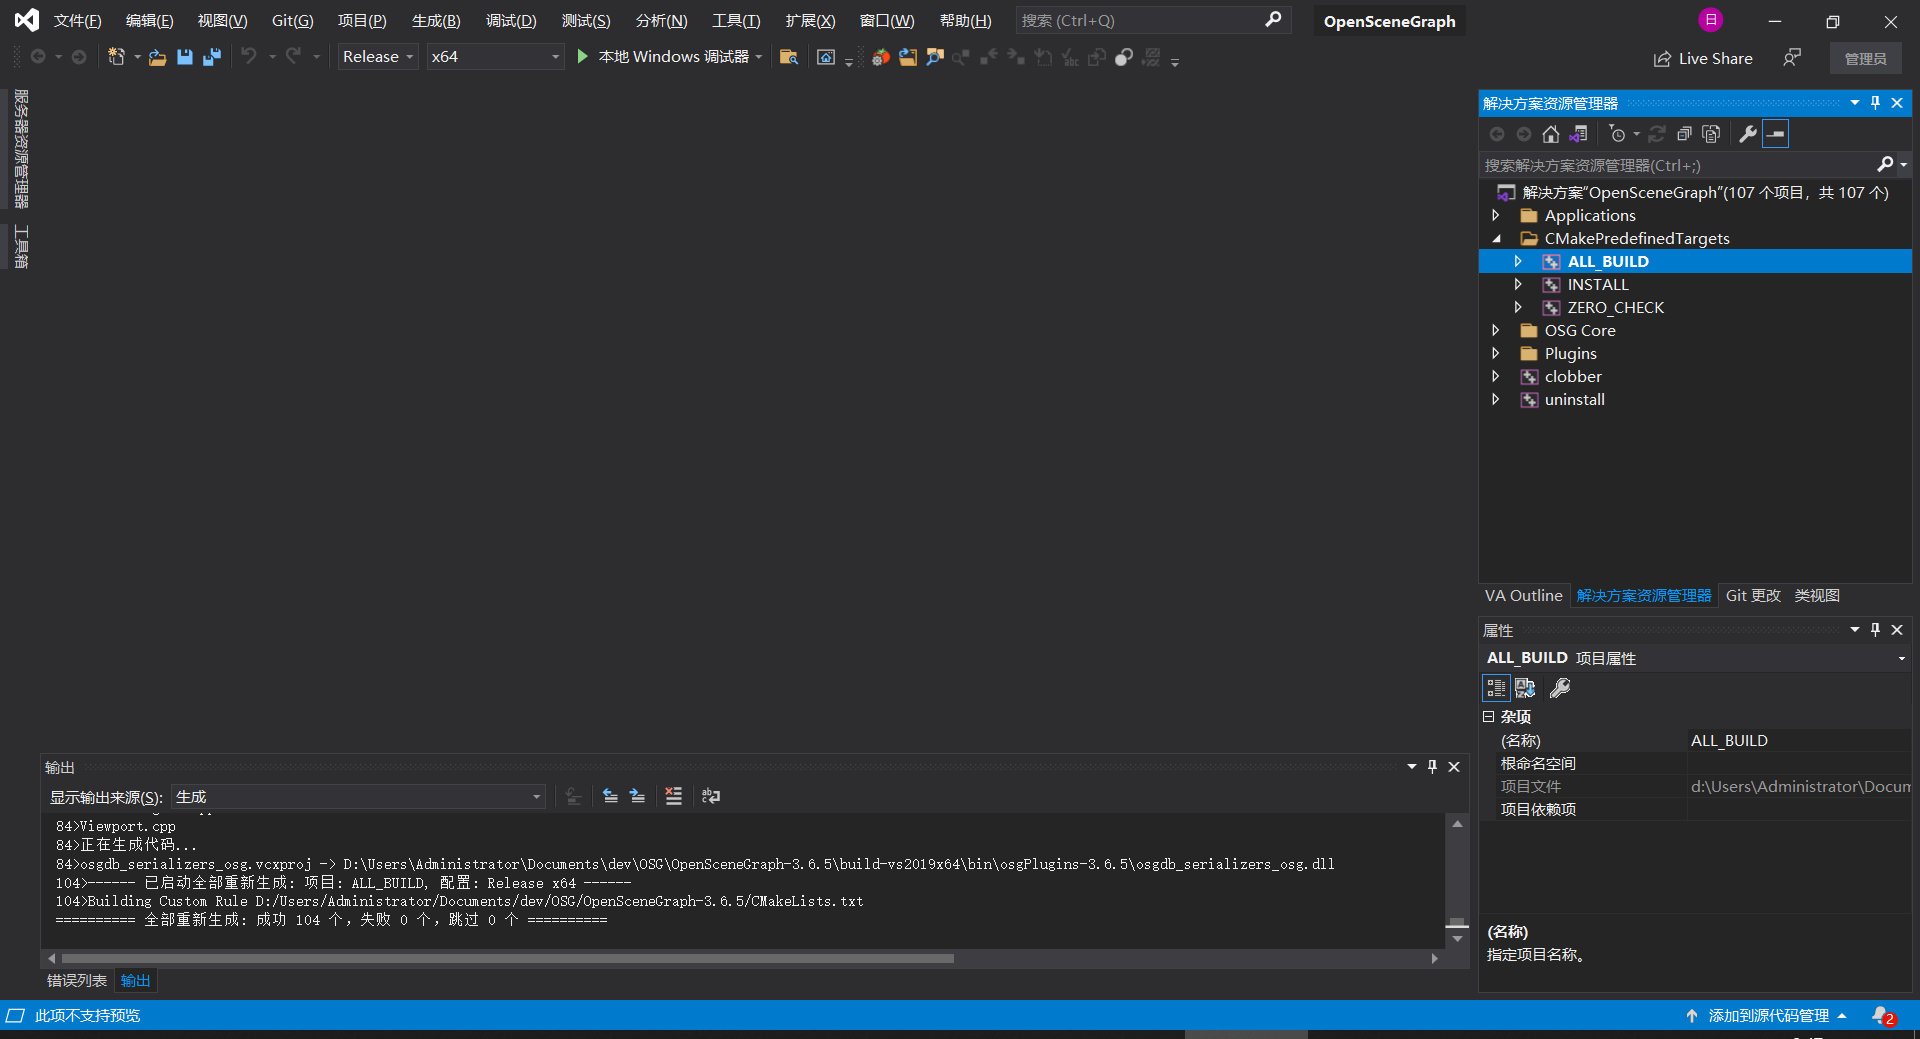 文件(F) 编辑(E) 视图(V) Git(G) 项目(P) 生成(B) 调试(D) 测试(S) 分析(N) 工具(T) 扩展(X) 窗口(W) 帮助(H) 搜索 (Ctrl+Q) OpenSceneGraph 日
Release x64 本地 Windows 调试器 Live Share 管理员
服务器资源管理器
工具箱
解决方案资源管理器
搜索解决方案资源管理器(Ctrl+;)
解决方案"OpenSceneGraph"(107 个项目，共 107 个)
Applications
CMakePredefinedTargets
ALL_BUILD
INSTALL
ZERO_CHECK
OSG Core
Plugins
clobber
uninstall
VA Outline 解决方案资源管理器 Git 更改 类视图
属性
ALL_BUILD 项目属性
杂项
(名称) ALL_BUILD
根命名空间
项目文件 d:\Users\Administrator\Docum
项目依赖项
(名称)
指定项目名称。
输出
显示输出来源(S): 生成
84>Viewport.cpp
84>正在生成代码...
84>osgdb_serializers_osg.vcxproj -> D:\Users\Administrator\Documents\dev\OSG\OpenSceneGraph-3.6.5\build-vs2019x64\bin\osgPlugins-3.6.5\osgdb_serializers_osg.dll
104>------ 已启动全部重新生成: 项目: ALL_BUILD, 配置: Release x64 ------
104>Building Custom Rule D:/Users/Administrator/Documents/dev/OSG/OpenSceneGraph-3.6.5/CMakeLists.txt
========== 全部重新生成: 成功 104 个，失败 0 个，跳过 0 个 ==========
错误列表 输出
此项不支持预览 添加到源代码管理 2